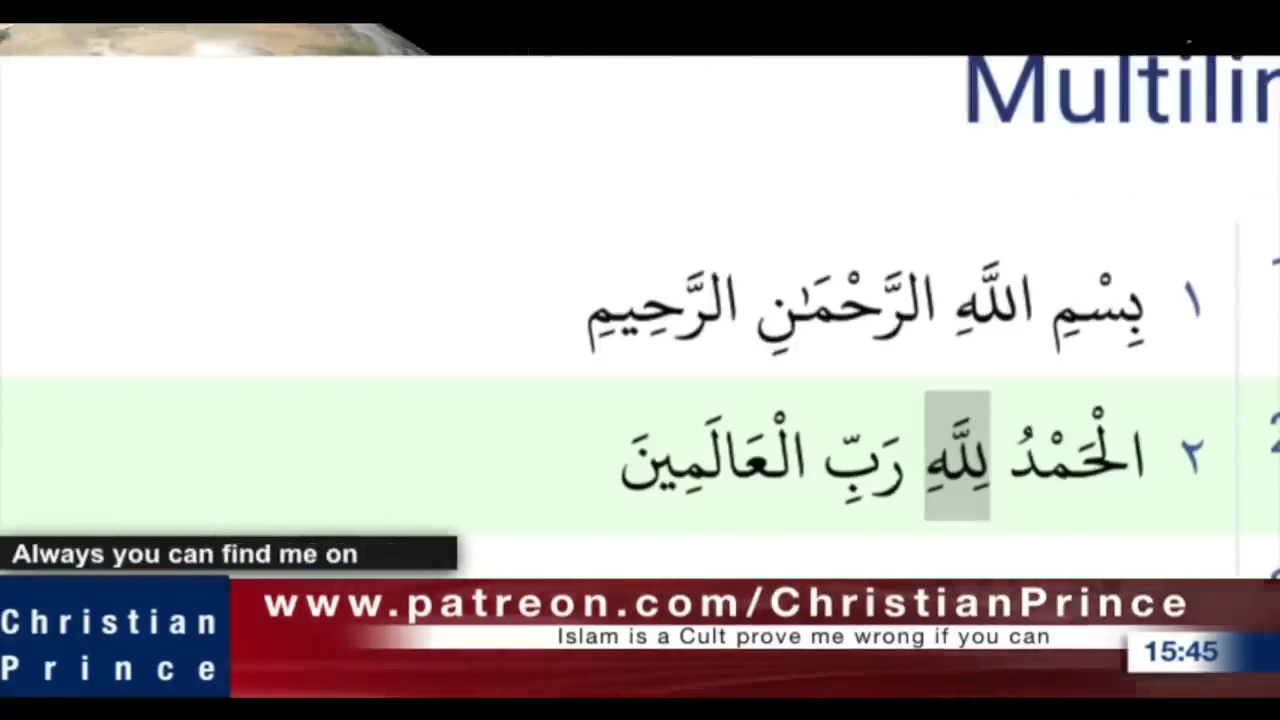 Multilin
بِسْمِ اللَّهِ الرَّحْمَٰنِ الرَّحِيمِ ١
الْحَمْدُ لِلَّهِ رَبِّ الْعَالَمِينَ ٢
Always you can find me on
www.patreon.com/ChristianPrince
Islam is a Cult prove me wrong if you can
Christian
Prince
15:45